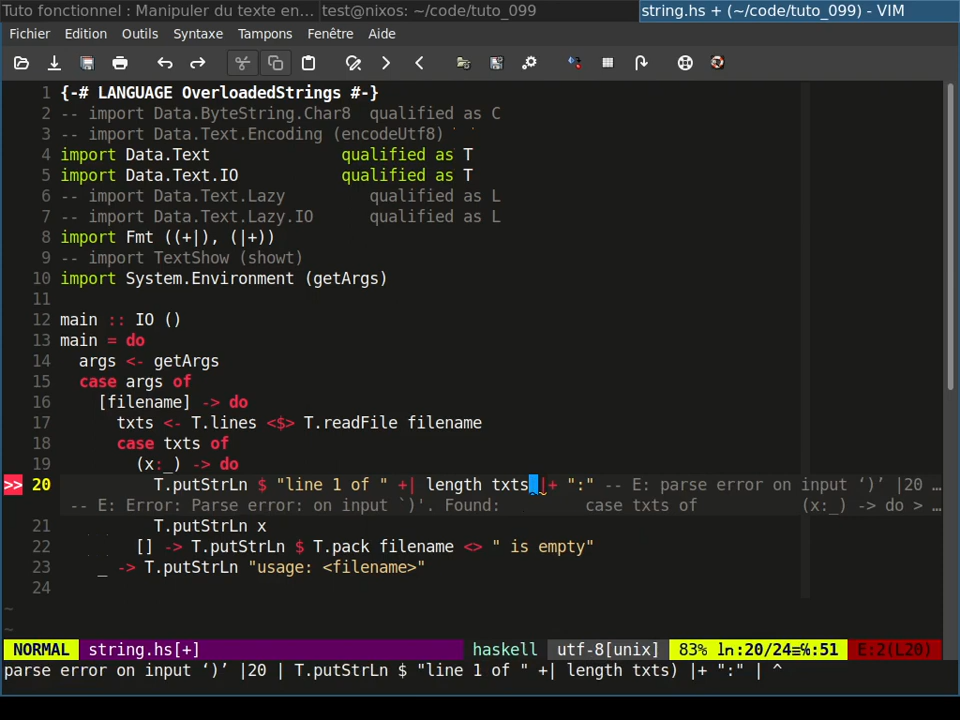 Tuto fonctionnel : Manipuler du texte en… test@nixos: ~/code/tuto_099 string.hs + (~/code/tuto_099) - VIM
Fichier Edition Outils Syntaxe Tampons Fenêtre Aide
1 {-# LANGUAGE OverloadedStrings #-}
2 -- import Data.ByteString.Char8 qualified as C
3 -- import Data.Text.Encoding (encodeUtf8)
4 import Data.Text qualified as T
5 import Data.Text.IO qualified as T
6 -- import Data.Text.Lazy qualified as L
7 -- import Data.Text.Lazy.IO qualified as L
8 import Fmt ((+|), (|+))
9 -- import TextShow (showt)
10 import System.Environment (getArgs)
11
12 main :: IO ()
13 main = do
14 args <- getArgs
15 case args of
16 [filename] -> do
17 txts <- T.lines <$> T.readFile filename
18 case txts of
19 (x:_) -> do
>> 20 T.putStrLn $ "line 1 of " +| length txts |+ ":" -- E: parse error on input ‘)’ |20 …
-- E: Error: Parse error: on input `)'. Found: case txts of (x:_) -> do > …
21 T.putStrLn x
22 [] -> T.putStrLn $ T.pack filename <> " is empty"
23 _ -> T.putStrLn "usage: <filename>"
24
~
~
NORMAL string.hs[+] haskell utf-8[unix] 83% ln:20/24≡℅:51 E:2(L20)
parse error on input ‘)’ |20 | T.putStrLn $ "line 1 of " +| length txts) |+ ":" | ^